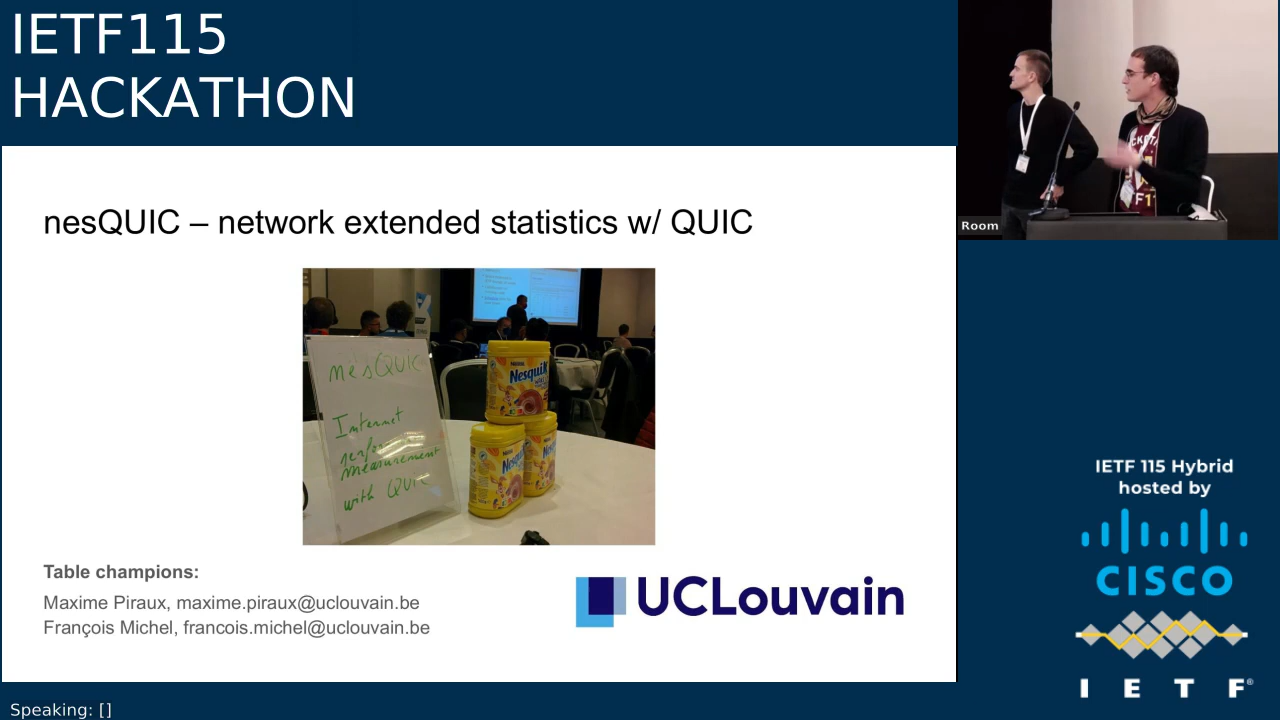 IETF115
HACKATHON
nesQUIC – network extended statistics w/ QUIC
nesQUIC
Internet
measurement
with QUIC
Nestlé
Nesquik
Nesquik
Table champions:
Maxime Piraux, maxime.piraux@uclouvain.be
François Michel, francois.michel@uclouvain.be
UCLouvain
Room
IETF 115 Hybrid
hosted by
CISCO
I E T F®
Speaking: []